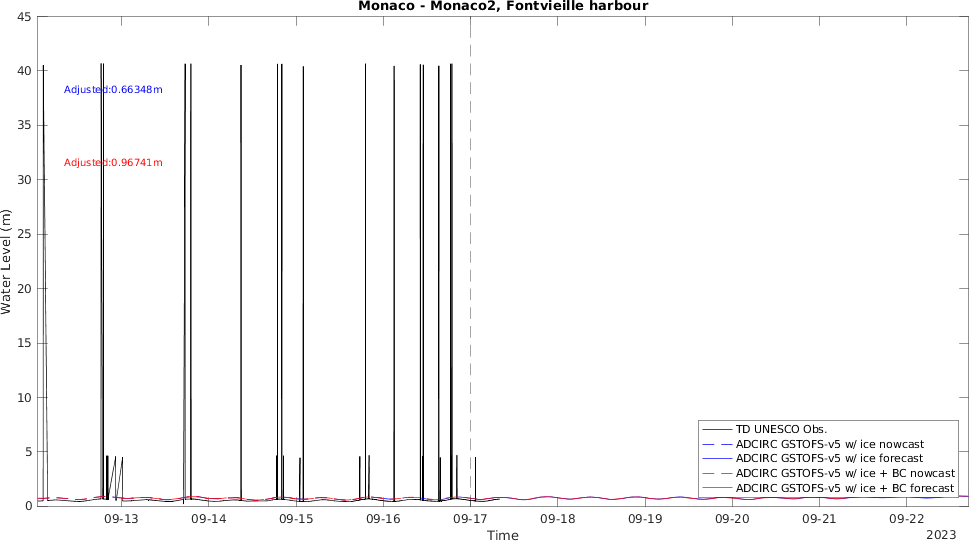 Monaco - Monaco2, Fontvieille harbour
45
40
35
30
25
20
15
10
5
0
Water Level (m)
Adjusted:0.66348m
Adjusted:0.96741m
TD UNESCO Obs.
ADCIRC GSTOFS-v5 w/ ice nowcast
ADCIRC GSTOFS-v5 w/ ice forecast
ADCIRC GSTOFS-v5 w/ ice + BC nowcast
ADCIRC GSTOFS-v5 w/ ice + BC forecast
09-13 09-14 09-15 09-16 09-17 09-18 09-19 09-20 09-21 09-22
Time
2023